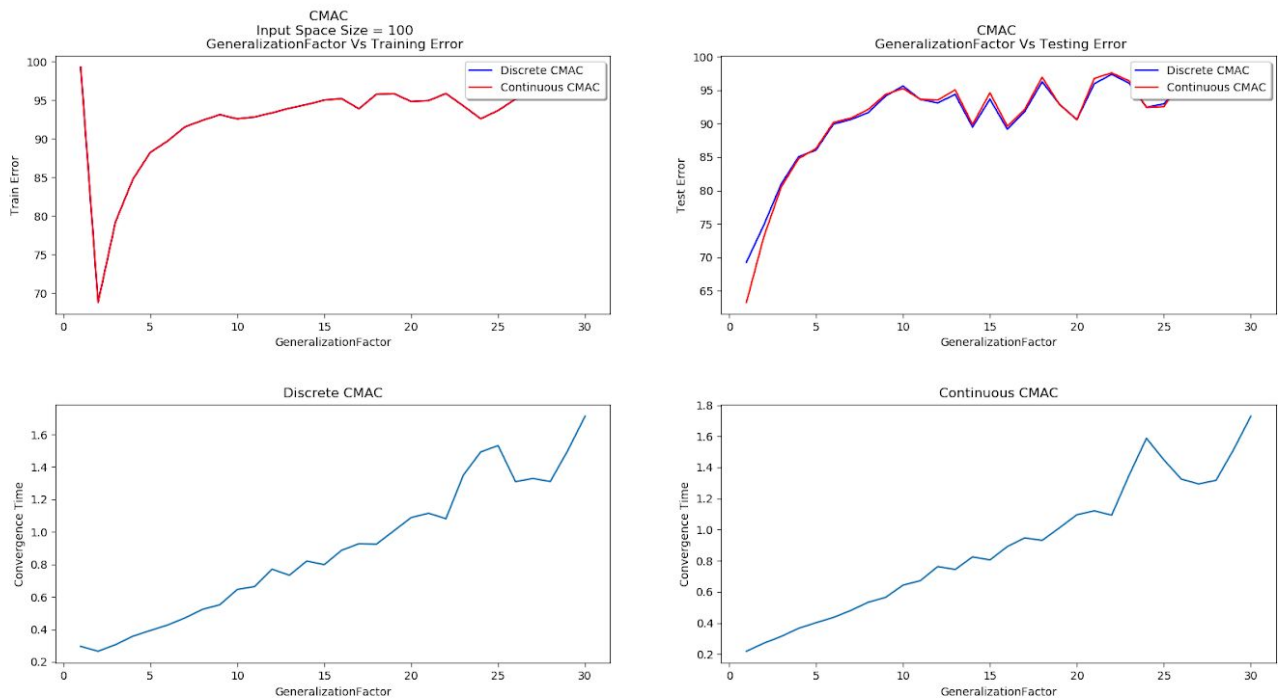 CMAC
Input Space Size = 100
GeneralizationFactor Vs Training Error
100
95
90
85
80
75
70
Train Error
Discrete CMAC
Continuous CMAC
0 5 10 15 20 25 30
GeneralizationFactor
CMAC
GeneralizationFactor Vs Testing Error
100
95
90
85
80
75
70
65
Test Error
Discrete CMAC
Continuous CMAC
0 5 10 15 20 25 30
GeneralizationFactor
Discrete CMAC
1.6
1.4
1.2
1.0
0.8
0.6
0.4
0.2
Convergence Time
0 5 10 15 20 25 30
GeneralizationFactor
Continuous CMAC
1.8
1.6
1.4
1.2
1.0
0.8
0.6
0.4
0.2
Convergence Time
0 5 10 15 20 25 30
GeneralizationFactor